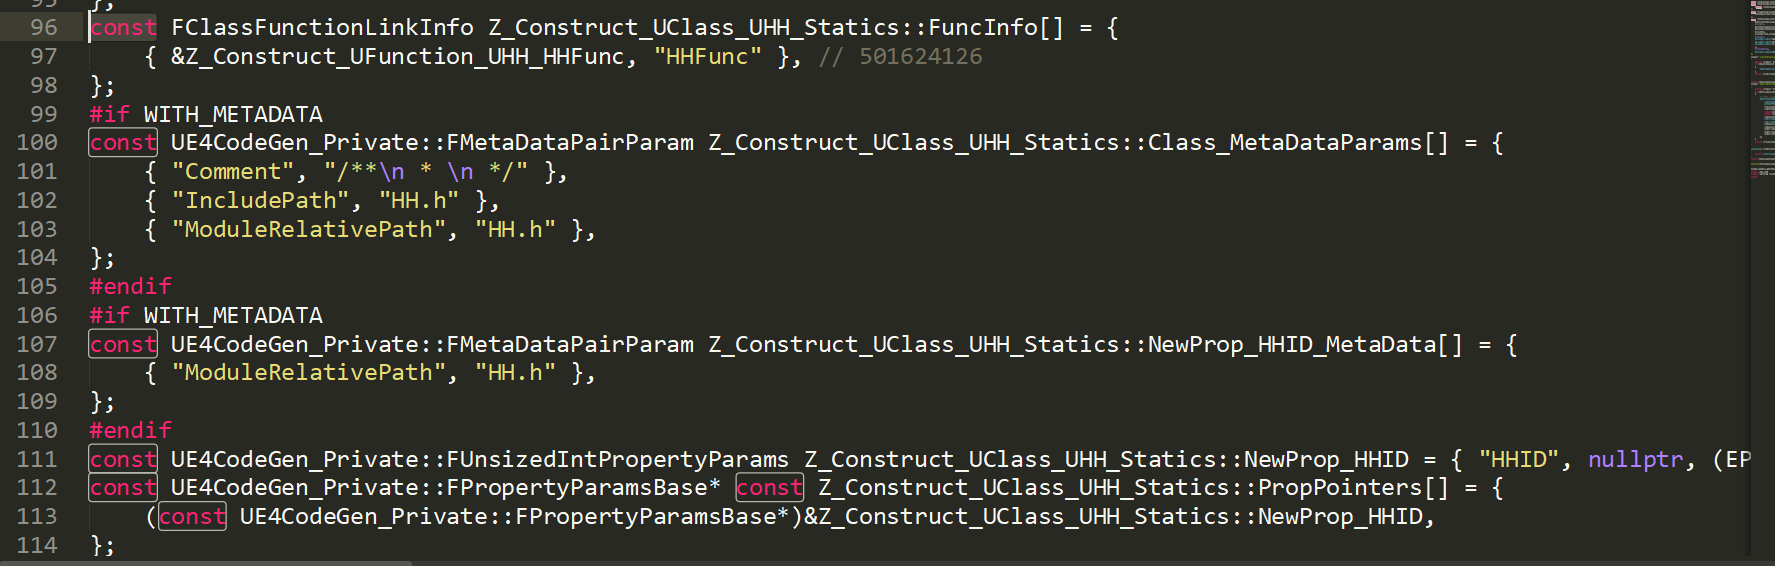 95 };
96 const FClassFunctionLinkInfo Z_Construct_UClass_UHH_Statics::FuncInfo[] = {
97     { &Z_Construct_UFunction_UHH_HHFunc, "HHFunc" }, // 501624126
98 };
99 #if WITH_METADATA
100 const UE4CodeGen_Private::FMetaDataPairParam Z_Construct_UClass_UHH_Statics::Class_MetaDataParams[] = {
101     { "Comment", "/**\n * \n */" },
102     { "IncludePath", "HH.h" },
103     { "ModuleRelativePath", "HH.h" },
104 };
105 #endif
106 #if WITH_METADATA
107 const UE4CodeGen_Private::FMetaDataPairParam Z_Construct_UClass_UHH_Statics::NewProp_HHID_MetaData[] = {
108     { "ModuleRelativePath", "HH.h" },
109 };
110 #endif
111 const UE4CodeGen_Private::FUnsizedIntPropertyParams Z_Construct_UClass_UHH_Statics::NewProp_HHID = { "HHID", nullptr, (EP
112 const UE4CodeGen_Private::FPropertyParamsBase* const Z_Construct_UClass_UHH_Statics::PropPointers[] = {
113     (const UE4CodeGen_Private::FPropertyParamsBase*)&Z_Construct_UClass_UHH_Statics::NewProp_HHID,
114 };